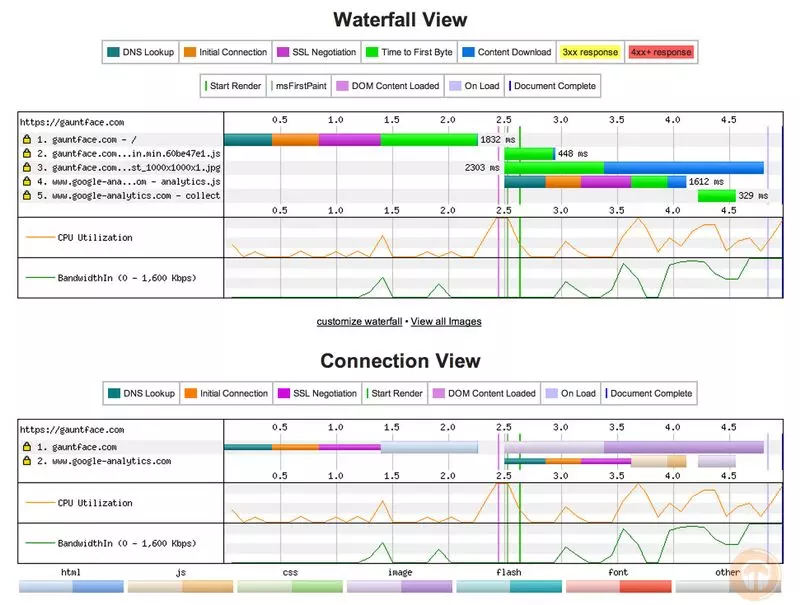 Waterfall View
DNS Lookup Initial Connection SSL Negotiation Time to First Byte Content Download 3xx response 4xx+ response
Start Render msFirstPaint DOM Content Loaded On Load Document Complete
https://gauntface.com 0.5 1.0 1.5 2.0 2.5 3.0 3.5 4.0 4.5
1. gauntface.com - / 1832 ms
2. gauntface.com...in.min.60be47e1.js 448 ms
3. gauntface.com...st_1000x1000x1.jpg 2303 ms
4. www.google-ana...om - analytics.js 1612 ms
5. www.google-analytics.com - collect 329 ms
0.5 1.0 1.5 2.0 2.5 3.0 3.5 4.0 4.5
CPU Utilization
BandwidthIn (0 - 1,600 Kbps)
customize waterfall • View all Images
Connection View
DNS Lookup Initial Connection SSL Negotiation Start Render DOM Content Loaded On Load Document Complete
https://gauntface.com 0.5 1.0 1.5 2.0 2.5 3.0 3.5 4.0 4.5
1. gauntface.com
2. www.google-analytics.com
0.5 1.0 1.5 2.0 2.5 3.0 3.5 4.0 4.5
CPU Utilization
BandwidthIn (0 - 1,600 Kbps)
html js css image flash font other